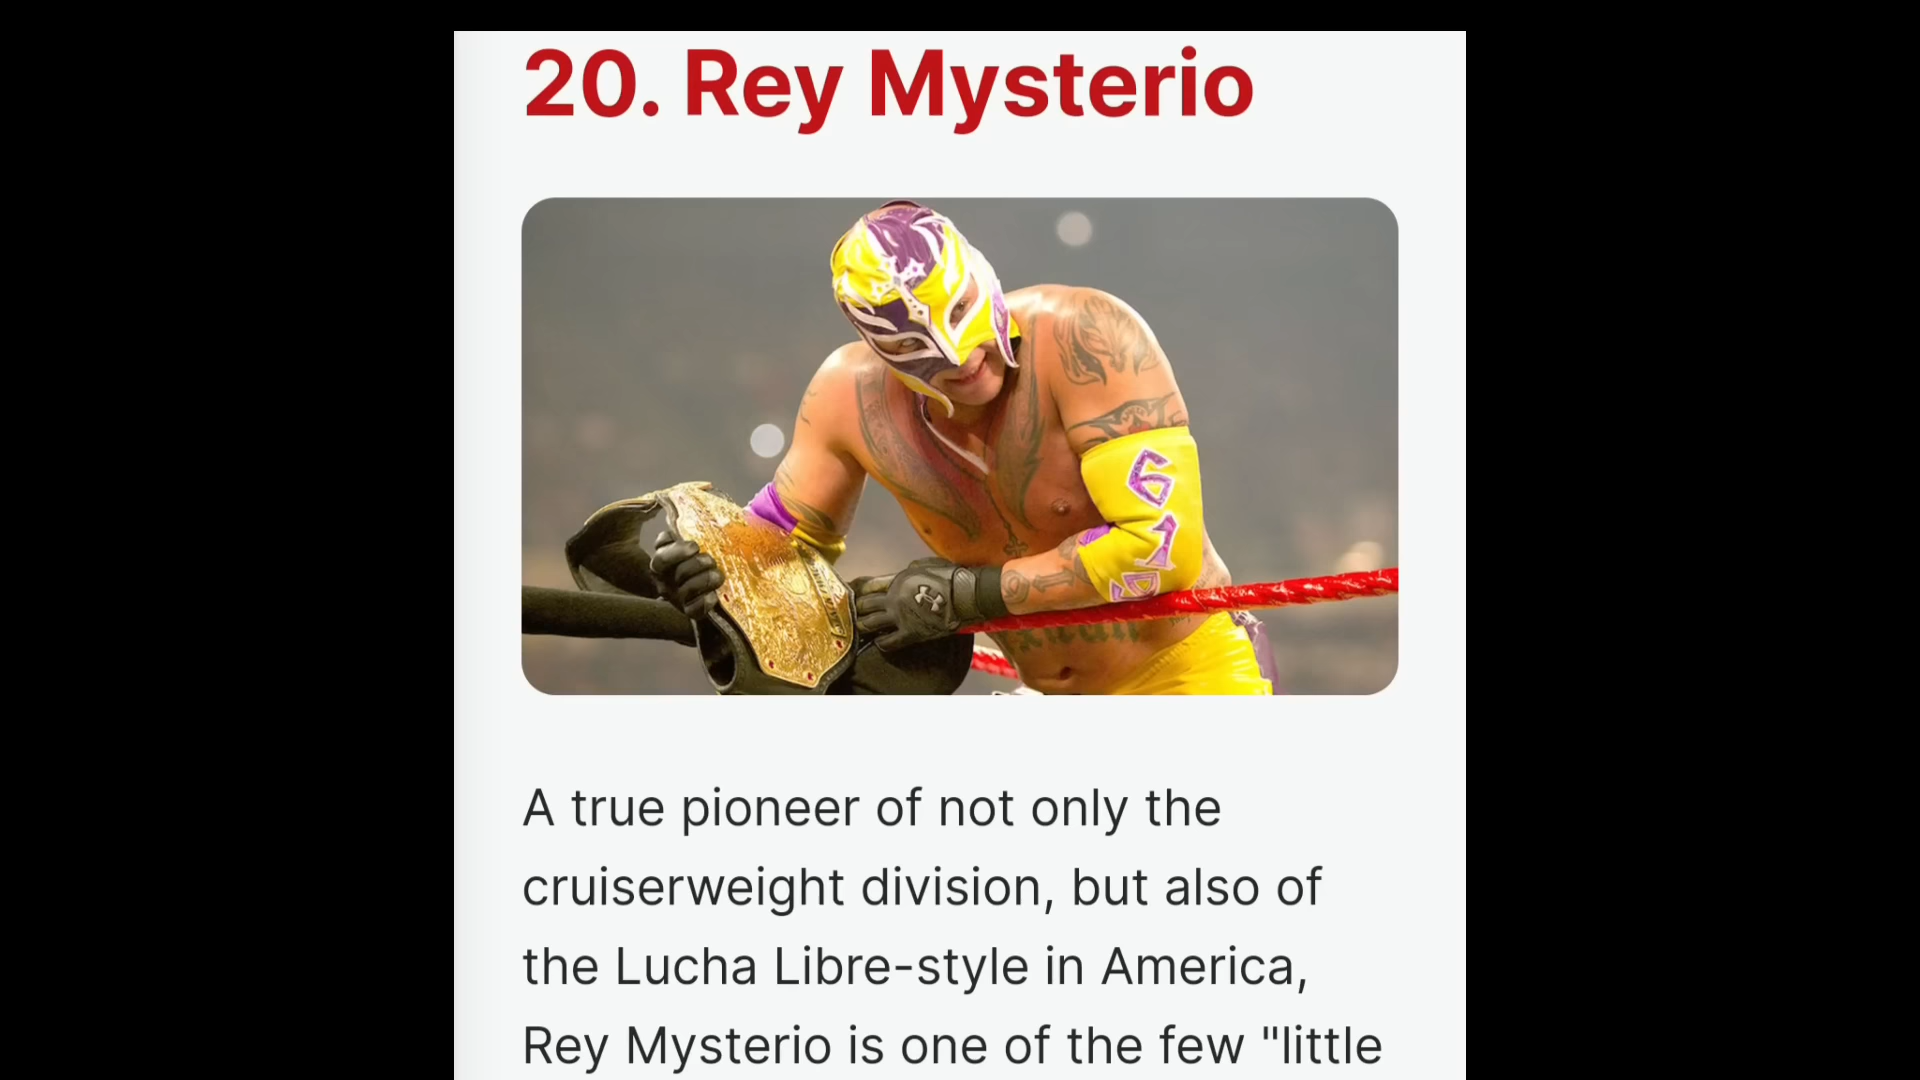 20. Rey Mysterio
619
A true pioneer of not only the
cruiserweight division, but also of
the Lucha Libre-style in America,
Rey Mysterio is one of the few "little